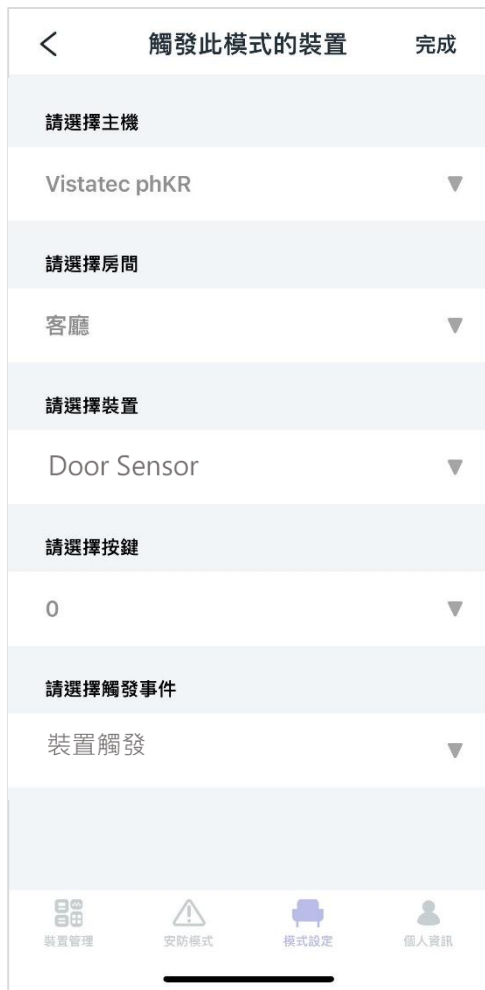 觸發此模式的裝置
完成
請選擇主機
Vistatec phKR
請選擇房間
客廳
請選擇裝置
Door Sensor
請選擇按鍵
0
請選擇觸發事件
裝置觸發
裝置管理
安防模式
模式設定
個人資訊